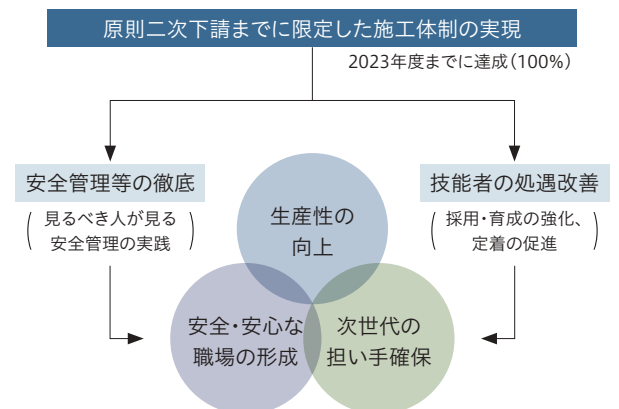 原則二次下請までに限定した施工体制の実現
2023年度までに達成（100%）
安全管理等の徹底
（見るべき人が見る
安全管理の実践）
技能者の処遇改善
（採用・育成の強化、
定着の促進）
生産性の
向上
安全・安心な
職場の形成
次世代の
担い手確保